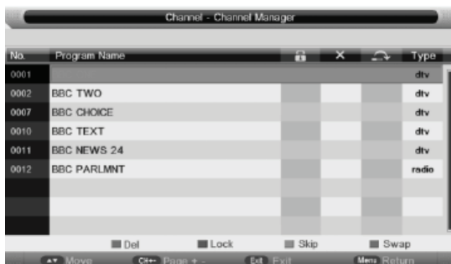 Channel - Channel Manager
No. Program Name Type
0001 dtv
0002 BBC TWO dtv
0007 BBC CHOICE dtv
0010 BBC TEXT dtv
0011 BBC NEWS 24 dtv
0012 BBC PARLMNT radio
Del Lock Skip Swap
Move CH+- Page + - Exit Exit Menu Return